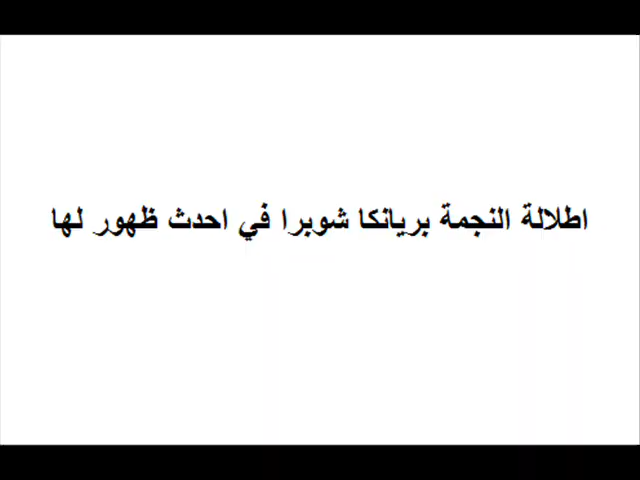 اطلالة النجمة بريانكا شوبرا في احدث ظهور لها